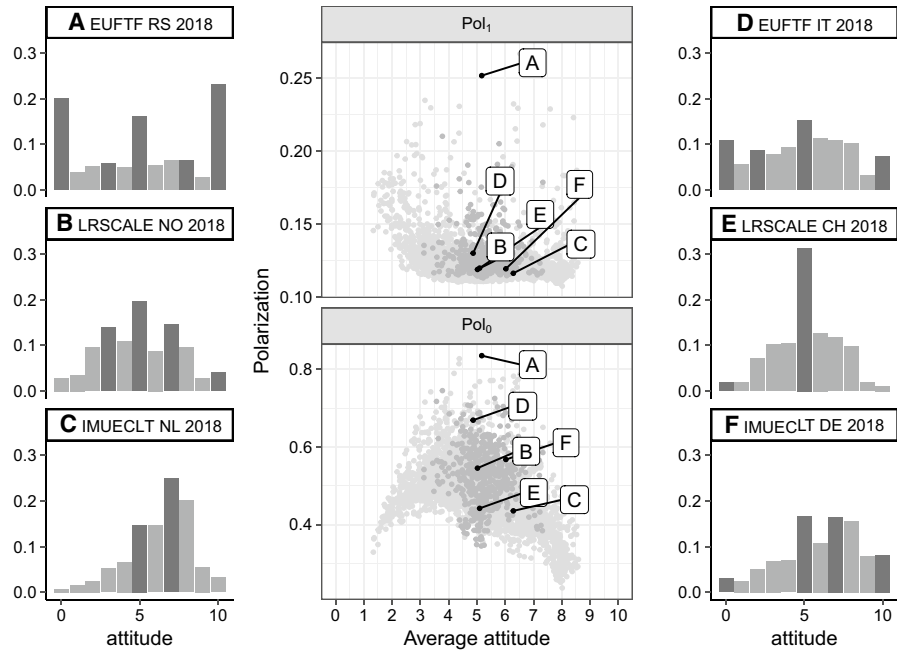 A EUFTF RS 2018
0.3
0.2
0.1
0.0
B LRSCALE NO 2018
0.3
0.2
0.1
0.0
C IMUECLT NL 2018
0.3
0.2
0.1
0.0
0 5 10
attitude
Polarization
Pol1
0.25
0.20
0.15
0.10
A
D
F
E
B
C
Pol0
0.8
0.6
0.4
A
D
B
F
E
C
0 1 2 3 4 5 6 7 8 9 10
Average attitude
D EUFTF IT 2018
0.3
0.2
0.1
0.0
E LRSCALE CH 2018
0.3
0.2
0.1
0.0
F IMUECLT DE 2018
0.3
0.2
0.1
0.0
0 5 10
attitude